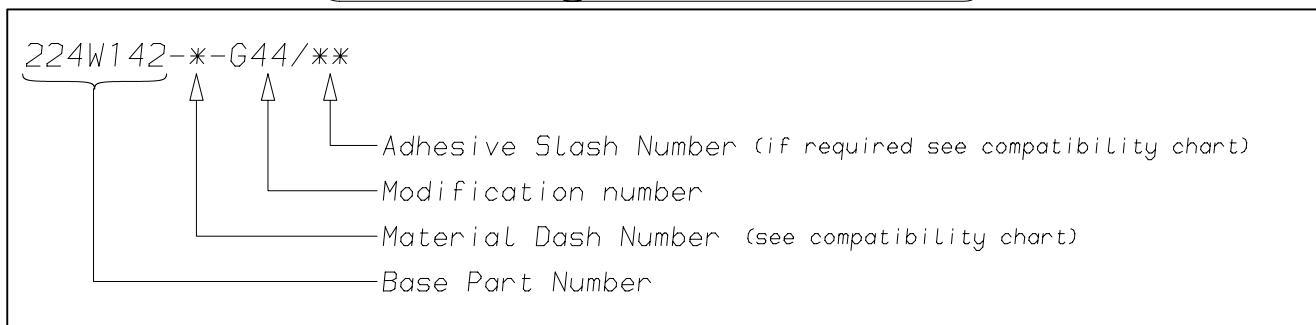 224W142-*-G44/**
Adhesive Slash Number (if required see compatibility chart)
Modification number
Material Dash Number (see compatibility chart)
Base Part Number